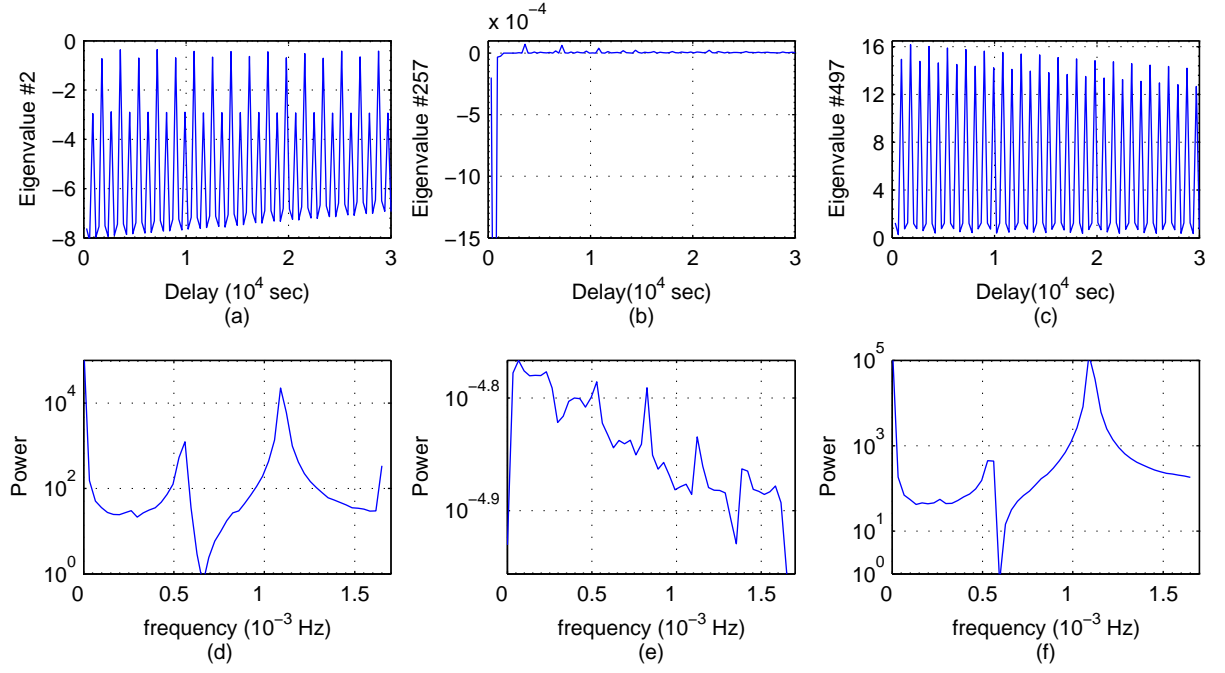 0
−2
−4
−6
−8
Eigenvalue #2
0 1 2 3
Delay (10^4 sec)
(a)
x 10^−4
0
−5
−10
−15
Eigenvalue #257
0 1 2 3
Delay(10^4 sec)
(b)
16
12
8
4
0
Eigenvalue #497
0 1 2 3
Delay(10^4 sec)
(c)
10^4
10^2
10^0
Power
0 0.5 1 1.5
frequency (10^−3 Hz)
(d)
10^−4.8
10^−4.9
Power
0 0.5 1 1.5
frequency (10^−3 Hz)
(e)
10^5
10^3
10^1
10^0
Power
0 0.5 1 1.5
frequency (10^−3 Hz)
(f)